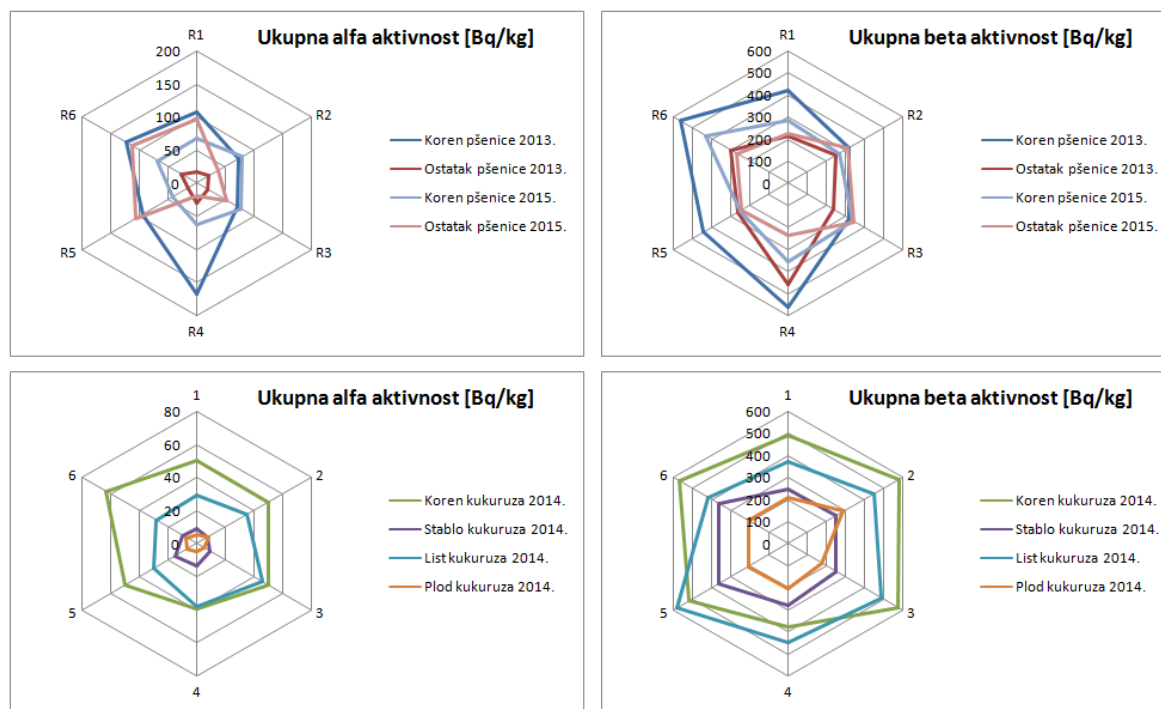 Ukupna alfa aktivnost [Bq/kg]
R1
200
150
100
50
0
R6
R2
R5
R3
R4
Koren pšenice 2013.
Ostatak pšenice 2013.
Koren pšenice 2015.
Ostatak pšenice 2015.
Ukupna beta aktivnost [Bq/kg]
R1
600
500
400
300
200
100
0
R6
R2
R5
R3
R4
Koren pšenice 2013.
Ostatak pšenice 2013.
Koren pšenice 2015.
Ostatak pšenice 2015.
Ukupna alfa aktivnost [Bq/kg]
1
80
60
40
20
0
6
2
5
3
4
Koren kukuruza 2014.
Stablo kukuruza 2014.
List kukuruza 2014.
Plod kukuruza 2014.
Ukupna beta aktivnost [Bq/kg]
1
600
500
400
300
200
100
0
6
2
5
3
4
Koren kukuruza 2014.
Stablo kukuruza 2014.
List kukuruza 2014.
Plod kukuruza 2014.